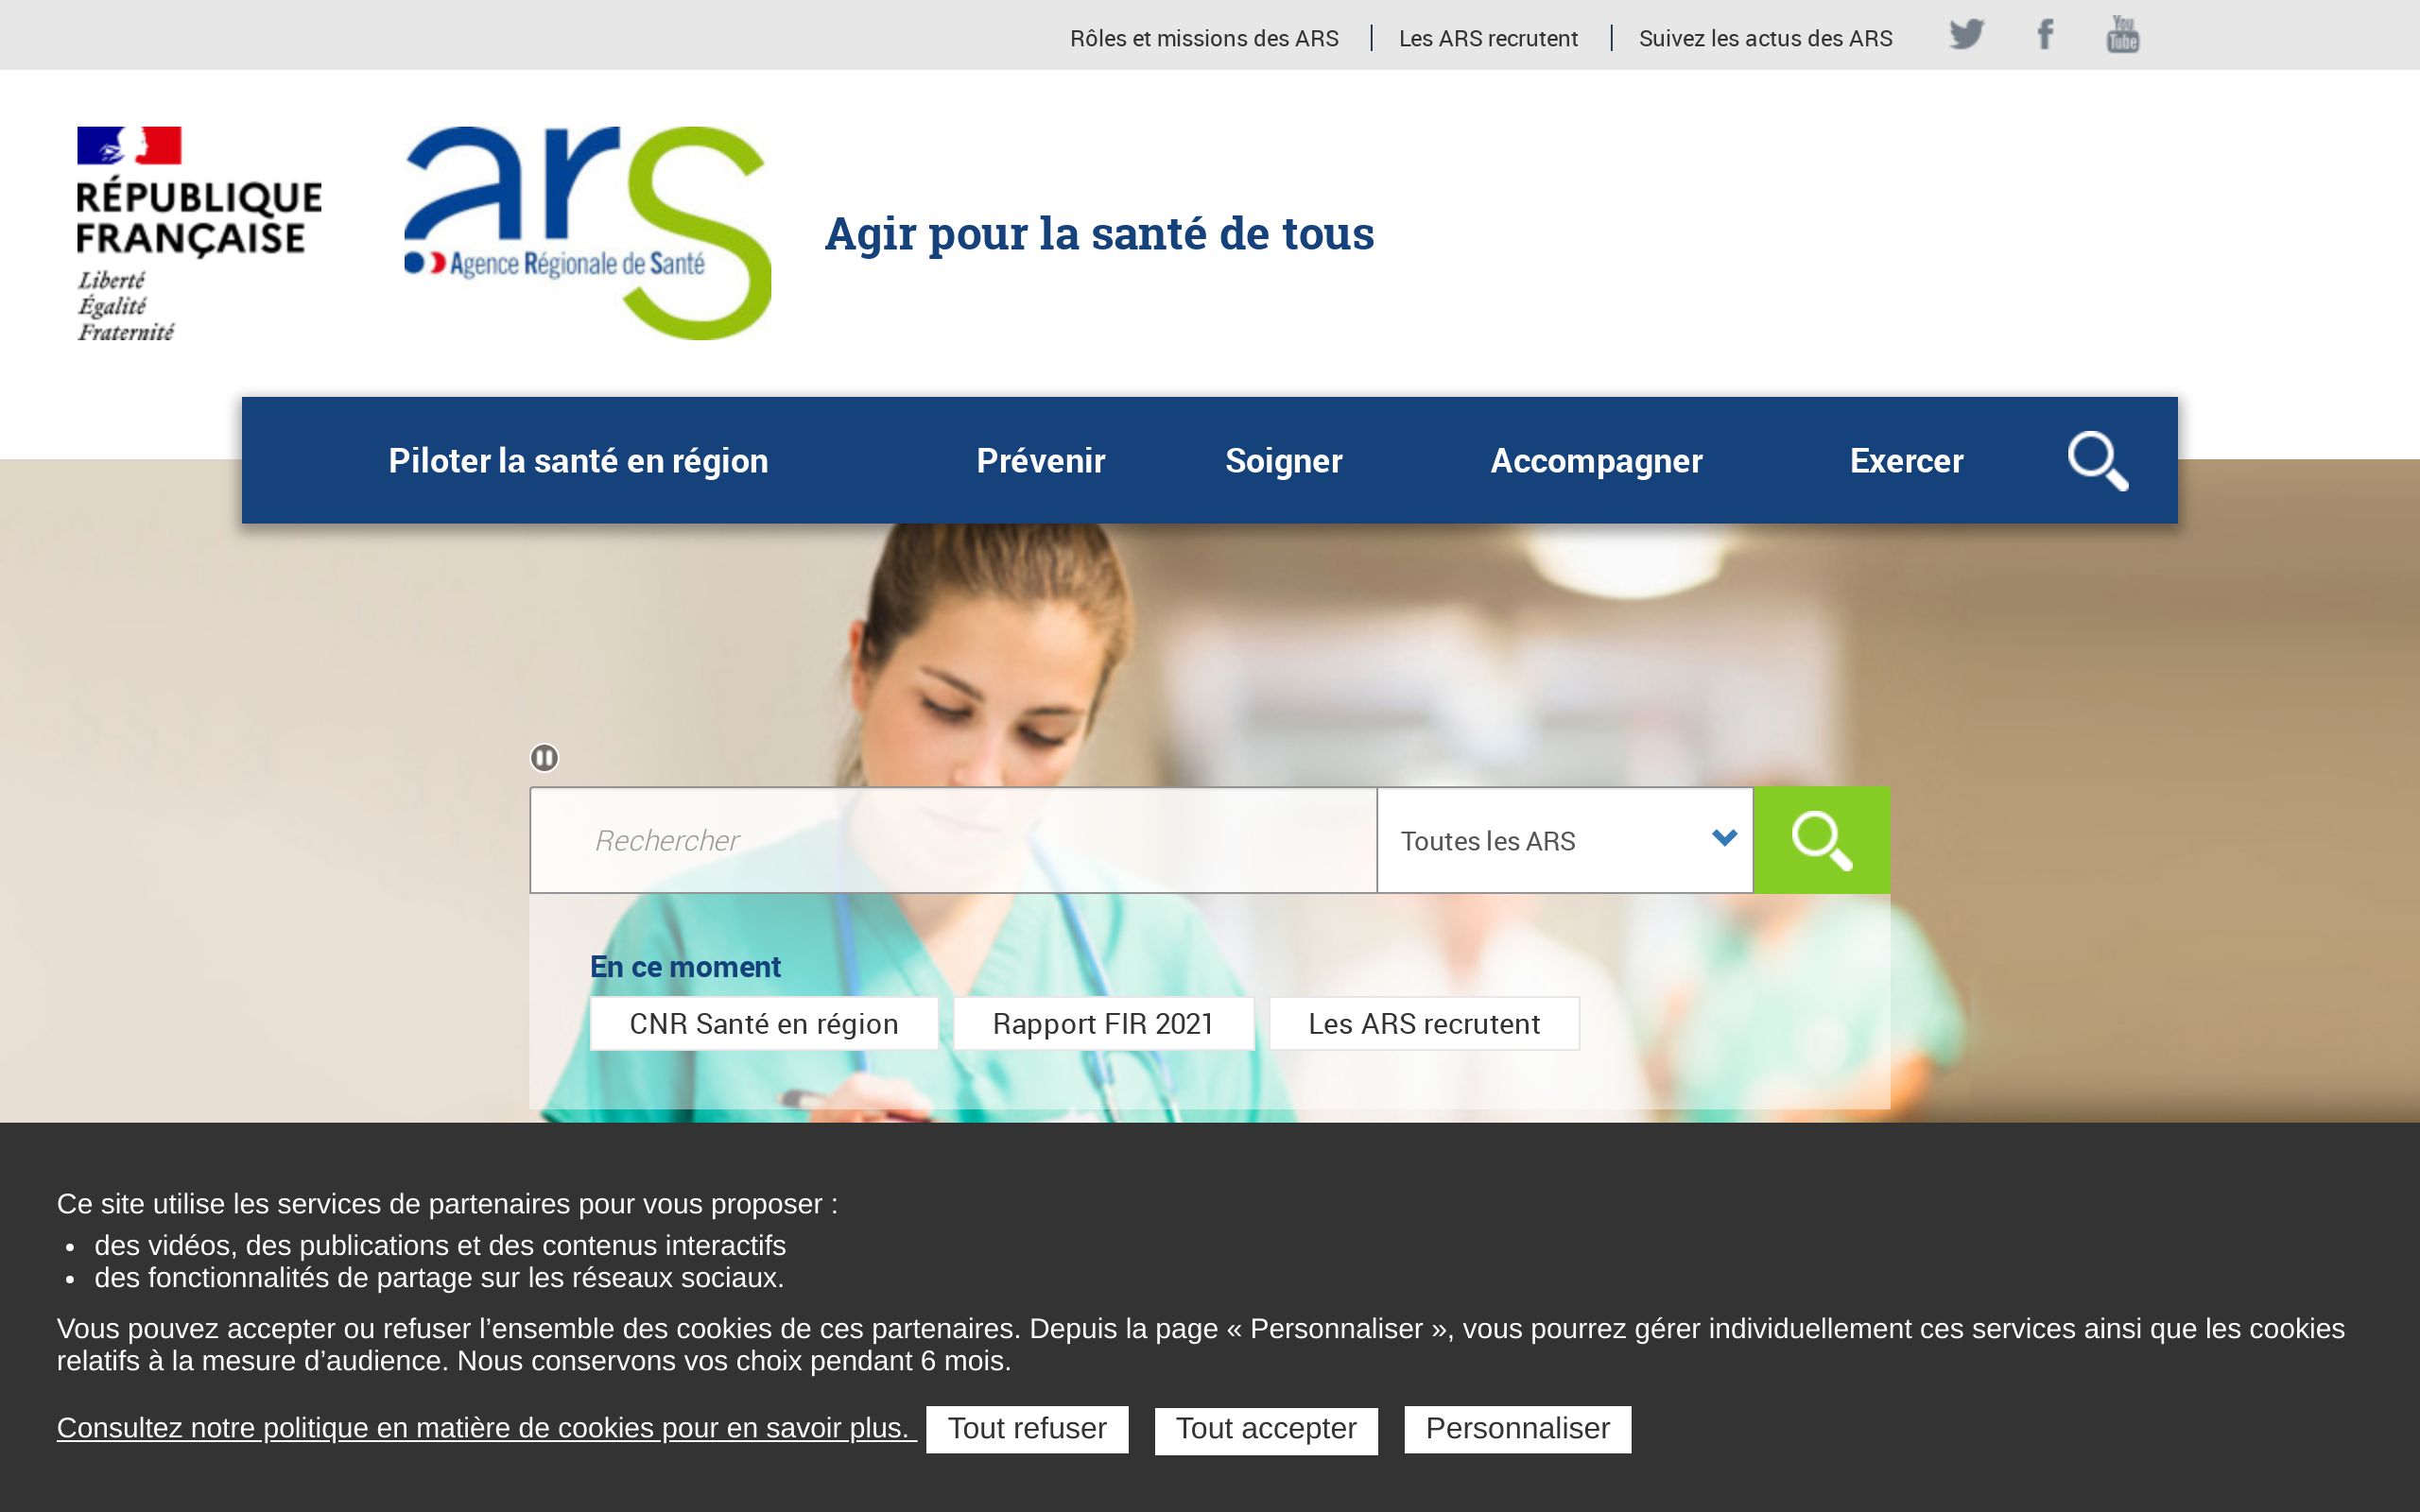 Rôles et missions des ARS
Les ARS recrutent
Suivez les actus des ARS
You
Tube
RÉPUBLIQUE
FRANÇAISE
Liberté
Égalité
Fraternité
ars
Agence Régionale de Santé
Agir pour la santé de tous
Piloter la santé en région
Prévenir
Soigner
Accompagner
Exercer
Rechercher
Toutes les ARS
En ce moment
CNR Santé en région
Rapport FIR 2021
Les ARS recrutent
Ce site utilise les services de partenaires pour vous proposer :
• des vidéos, des publications et des contenus interactifs
• des fonctionnalités de partage sur les réseaux sociaux.
Vous pouvez accepter ou refuser l’ensemble des cookies de ces partenaires. Depuis la page « Personnaliser », vous pourrez gérer individuellement ces services ainsi que les cookies
relatifs à la mesure d’audience. Nous conservons vos choix pendant 6 mois.
Consultez notre politique en matière de cookies pour en savoir plus.
Tout refuser
Tout accepter
Personnaliser